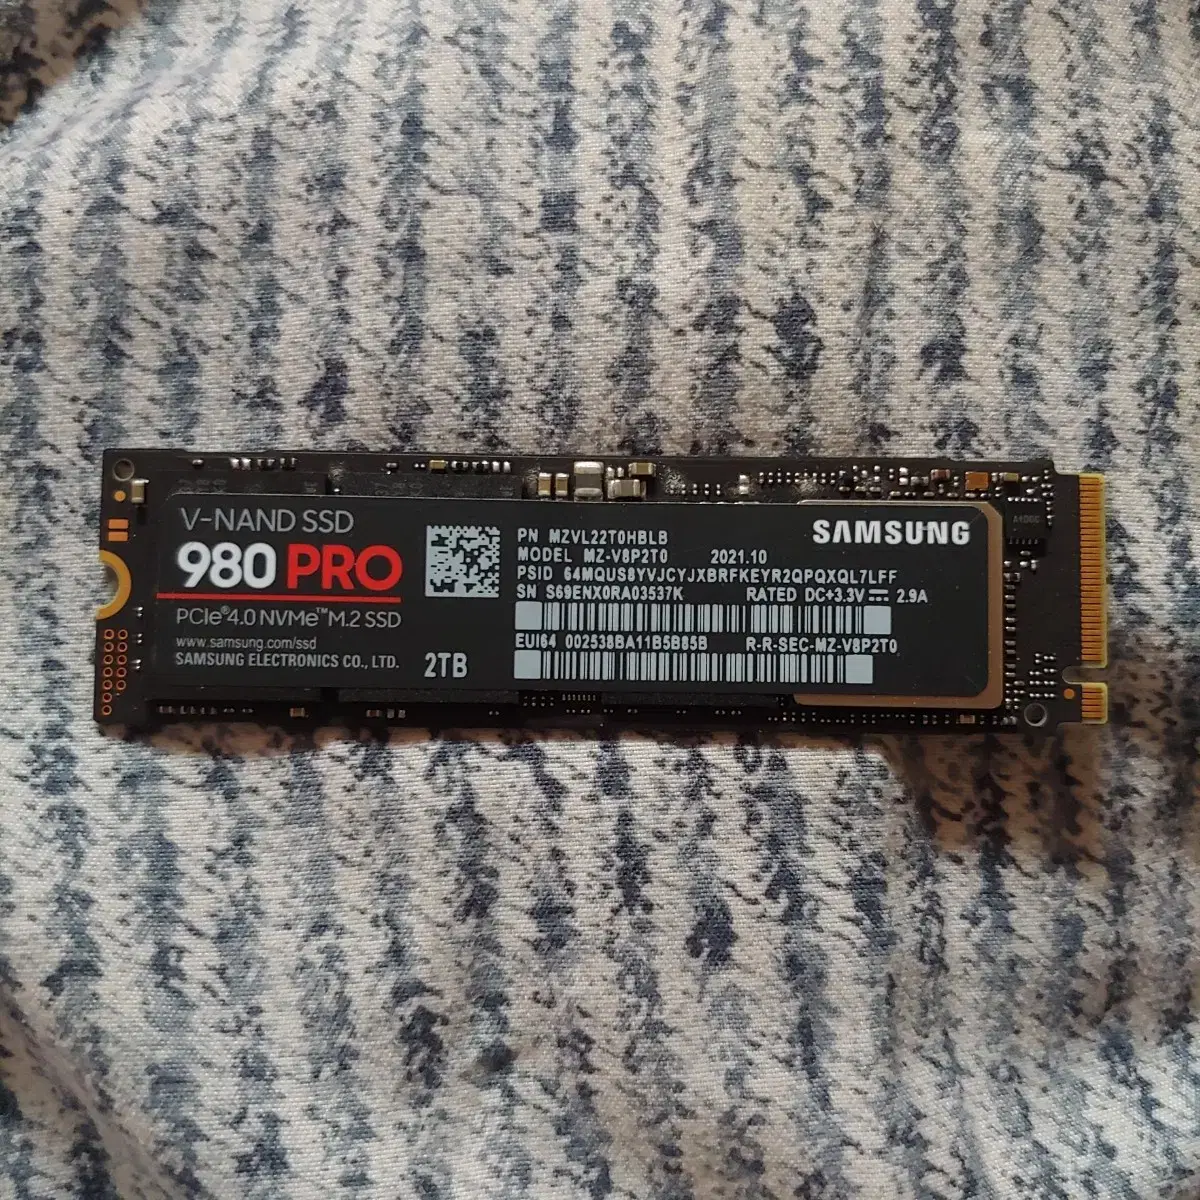 V-NAND SSD
980 PRO
PCIe®4.0 NVMe™ M.2 SSD
www.samsung.com/ssd
SAMSUNG ELECTRONICS CO., LTD.
2TB
SAMSUNG
PN MZVL22T0HBLB
MODEL MZ-V8P2T0 2021.10
PSID 64MQUS8YVJCYJXBRFKEYR2QPQXQL7LFF
SN S69ENX0RA03537K RATED DC+3.3V ⎓ 2.9A
EUI64 002538BA11B5B85B R-R-SEC-MZ-V8P2T0